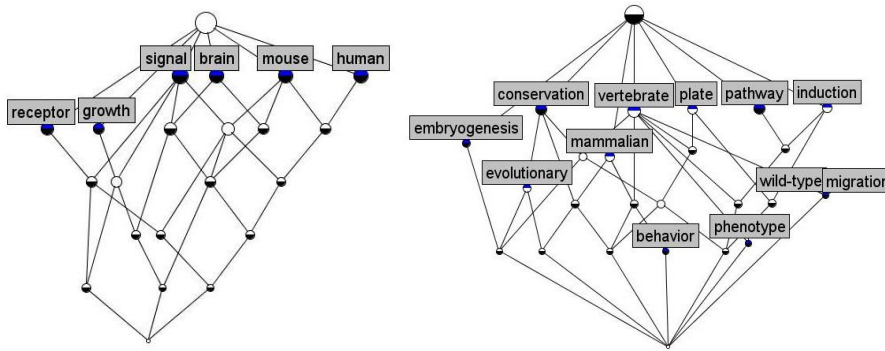 signal brain mouse human
receptor growth
conservation vertebrate plate pathway induction
embryogenesis
mammalian
evolutionary wild-type migration
behavior phenotype